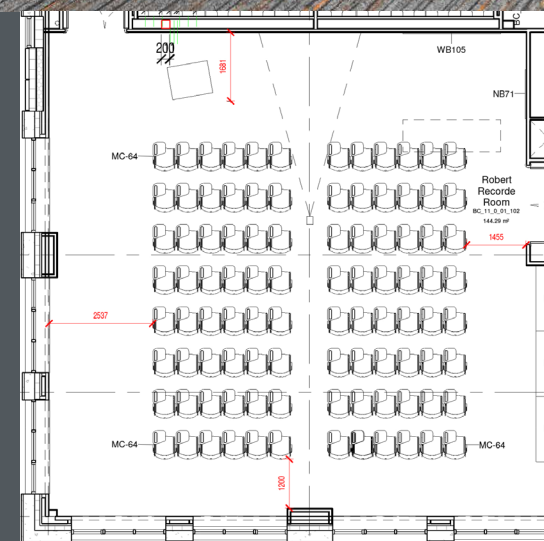 200
1681
WB105
NB71
MC-64
Robert
Recorde
Room
BC_11_0_01_102
144.29 m²
1455
2537
MC-64
MC-64
1200